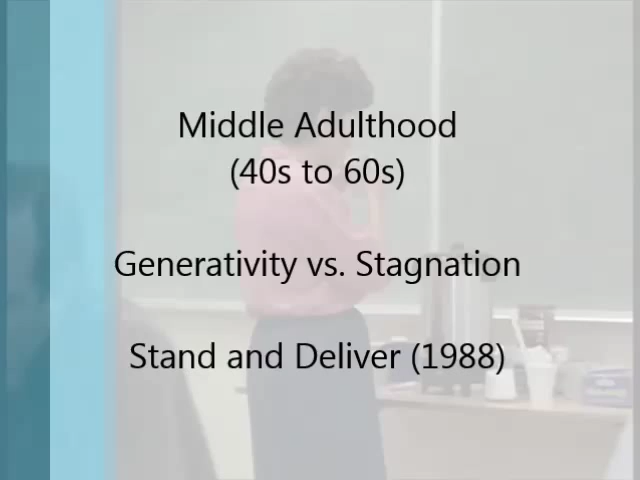 Middle Adulthood
(40s to 60s)
Generativity vs. Stagnation
Stand and Deliver (1988)